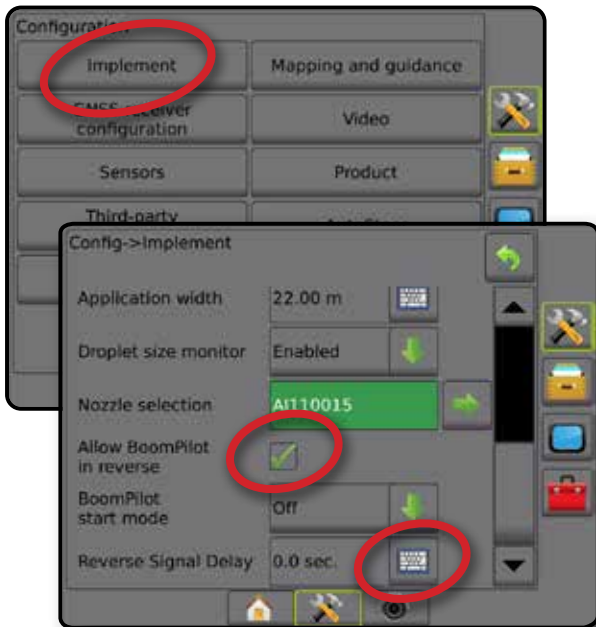 Configuration
Implement
Mapping and guidance
GNSS receiver
configuration
Video
Sensors
Product
Third-party
Config->Implement
Application width
22.00 m
Droplet size monitor
Enabled
Nozzle selection
AI110015
Allow BoomPilot
in reverse
BoomPilot
start mode
Off
Reverse Signal Delay
0.0 sec.